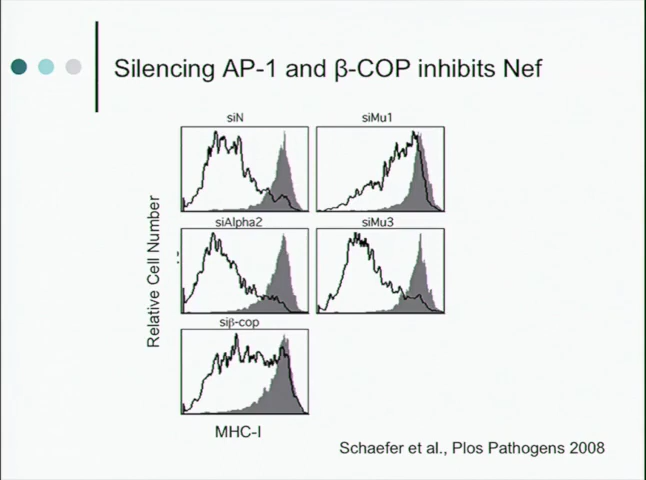 Silencing AP-1 and β-COP inhibits Nef
siN
siMu1
siAlpha2
siMu3
siβ-cop
Relative Cell Number
MHC-I
Schaefer et al., Plos Pathogens 2008